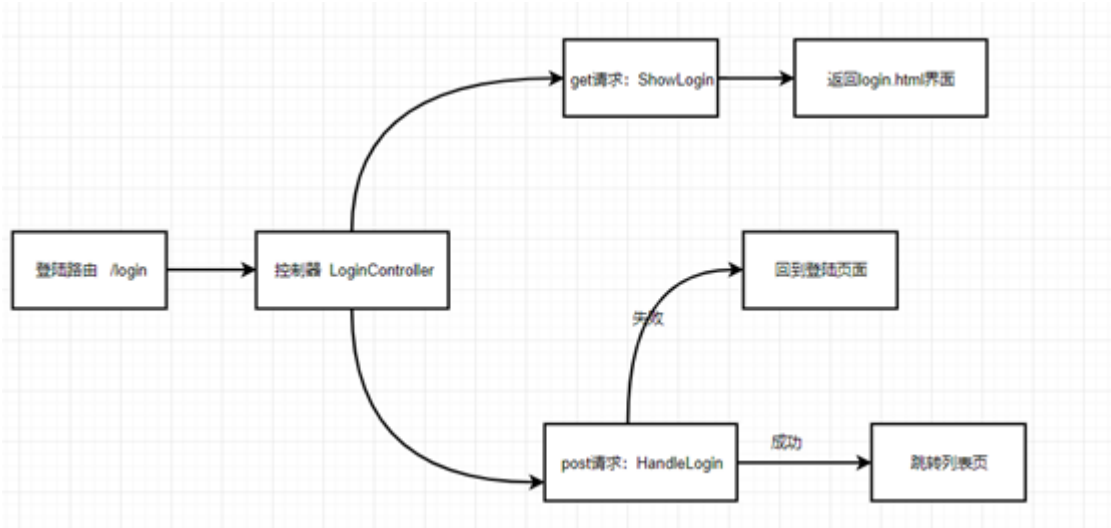 get请求：ShowLogin
返回login.html界面
登陆路由 /login
控制器 LoginController
回到登陆页面
失败
成功
post请求：HandleLogin
跳转列表页